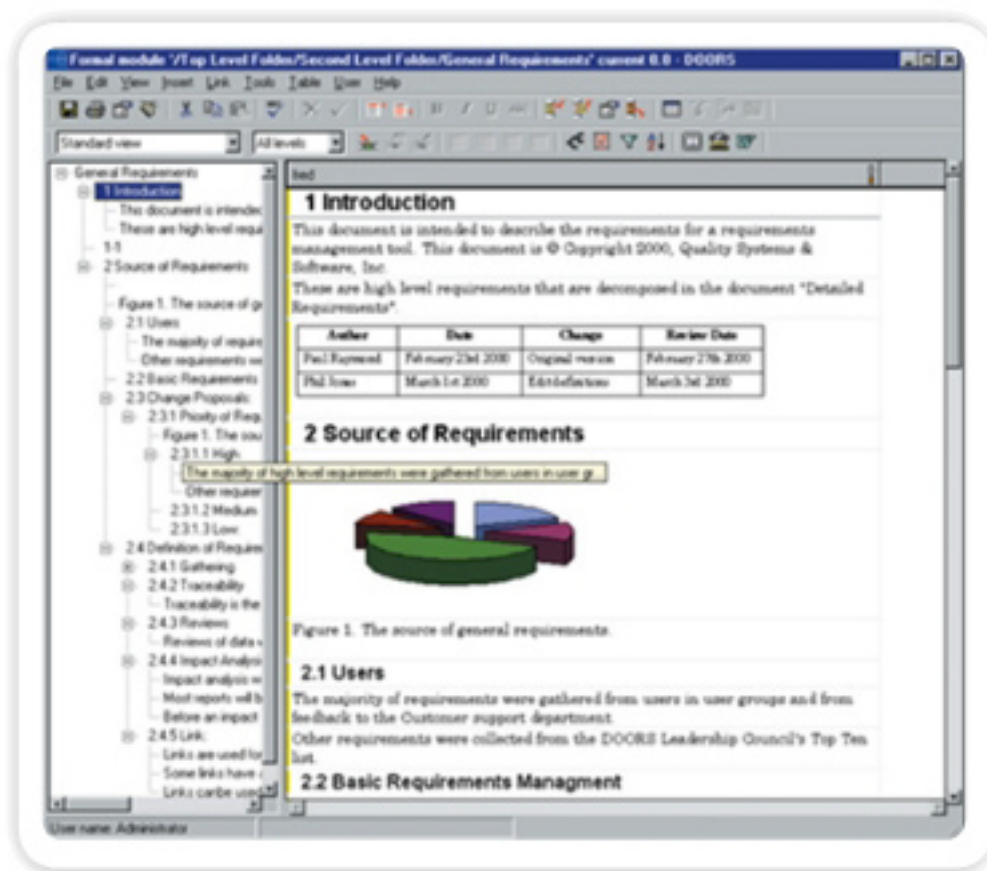 Formal module '/Top Level Folder/Second Level Folder/General Requirements' current 0.0 - DOORS
File Edit View Insert Link Tools Table User Help
Standard view
All levels
General Requirements
1 Introduction
This document is intended
These are high level requi
1-1
2 Source of Requirements
Figure 1. The source of ge
2.1 Users
The majority of require
Other requirements we
2.2 Basic Requirements
2.3 Change Proposals:
2.3.1 Priority of Requ
Figure 1. The sou
2.3.1.1 High.
The majority of high level requirements were gathered from users in user gr...
Other requirer
2.3.1.2 Medium
2.3.1.3 Low:
2.4 Definition of Require
2.4.1 Gathering
2.4.2 Traceability
Traceability is the
2.4.3 Reviews
Reviews of data
2.4.4 Impact Analysi
Impact analysis w
Most reports will b
Before an impact
2.4.5 Link:
Links are used for
Some links have
Links canbe used
1 Introduction
This document is intended to describe the requirements for a requirements
management tool. This document is © Copyright 2000, Quality Systems &
Software, Inc.
These are high level requirements that are decomposed in the document "Detailed
Requirements".
Author Date Change Review Date
Paul Raymond February 23rd 2000 Original version February 27th 2000
Phil Jones March 1st 2000 Edit definitions March 3rd 2000
2 Source of Requirements
Figure 1. The source of general requirements.
2.1 Users
The majority of requirements were gathered from users in user groups and from
feedback to the Customer support department.
Other requirements were collected from the DOORS Leadership Council's Top Ten
list.
2.2 Basic Requirements Managment
User name: Administrator